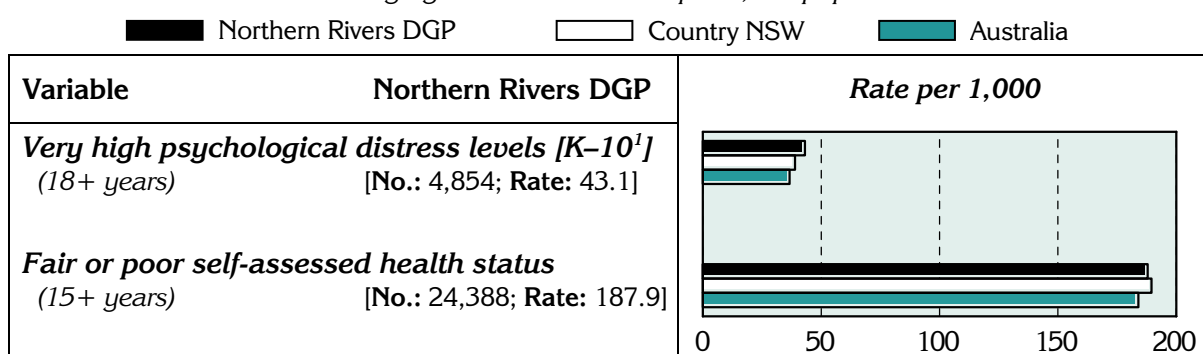 Northern Rivers DGP Country NSW Australia
Variable Northern Rivers DGP Rate per 1,000
Very high psychological distress levels [K–10¹]
(18+ years) [No.: 4,854; Rate: 43.1]
Fair or poor self-assessed health status
(15+ years) [No.: 24,388; Rate: 187.9]
0 50 100 150 200